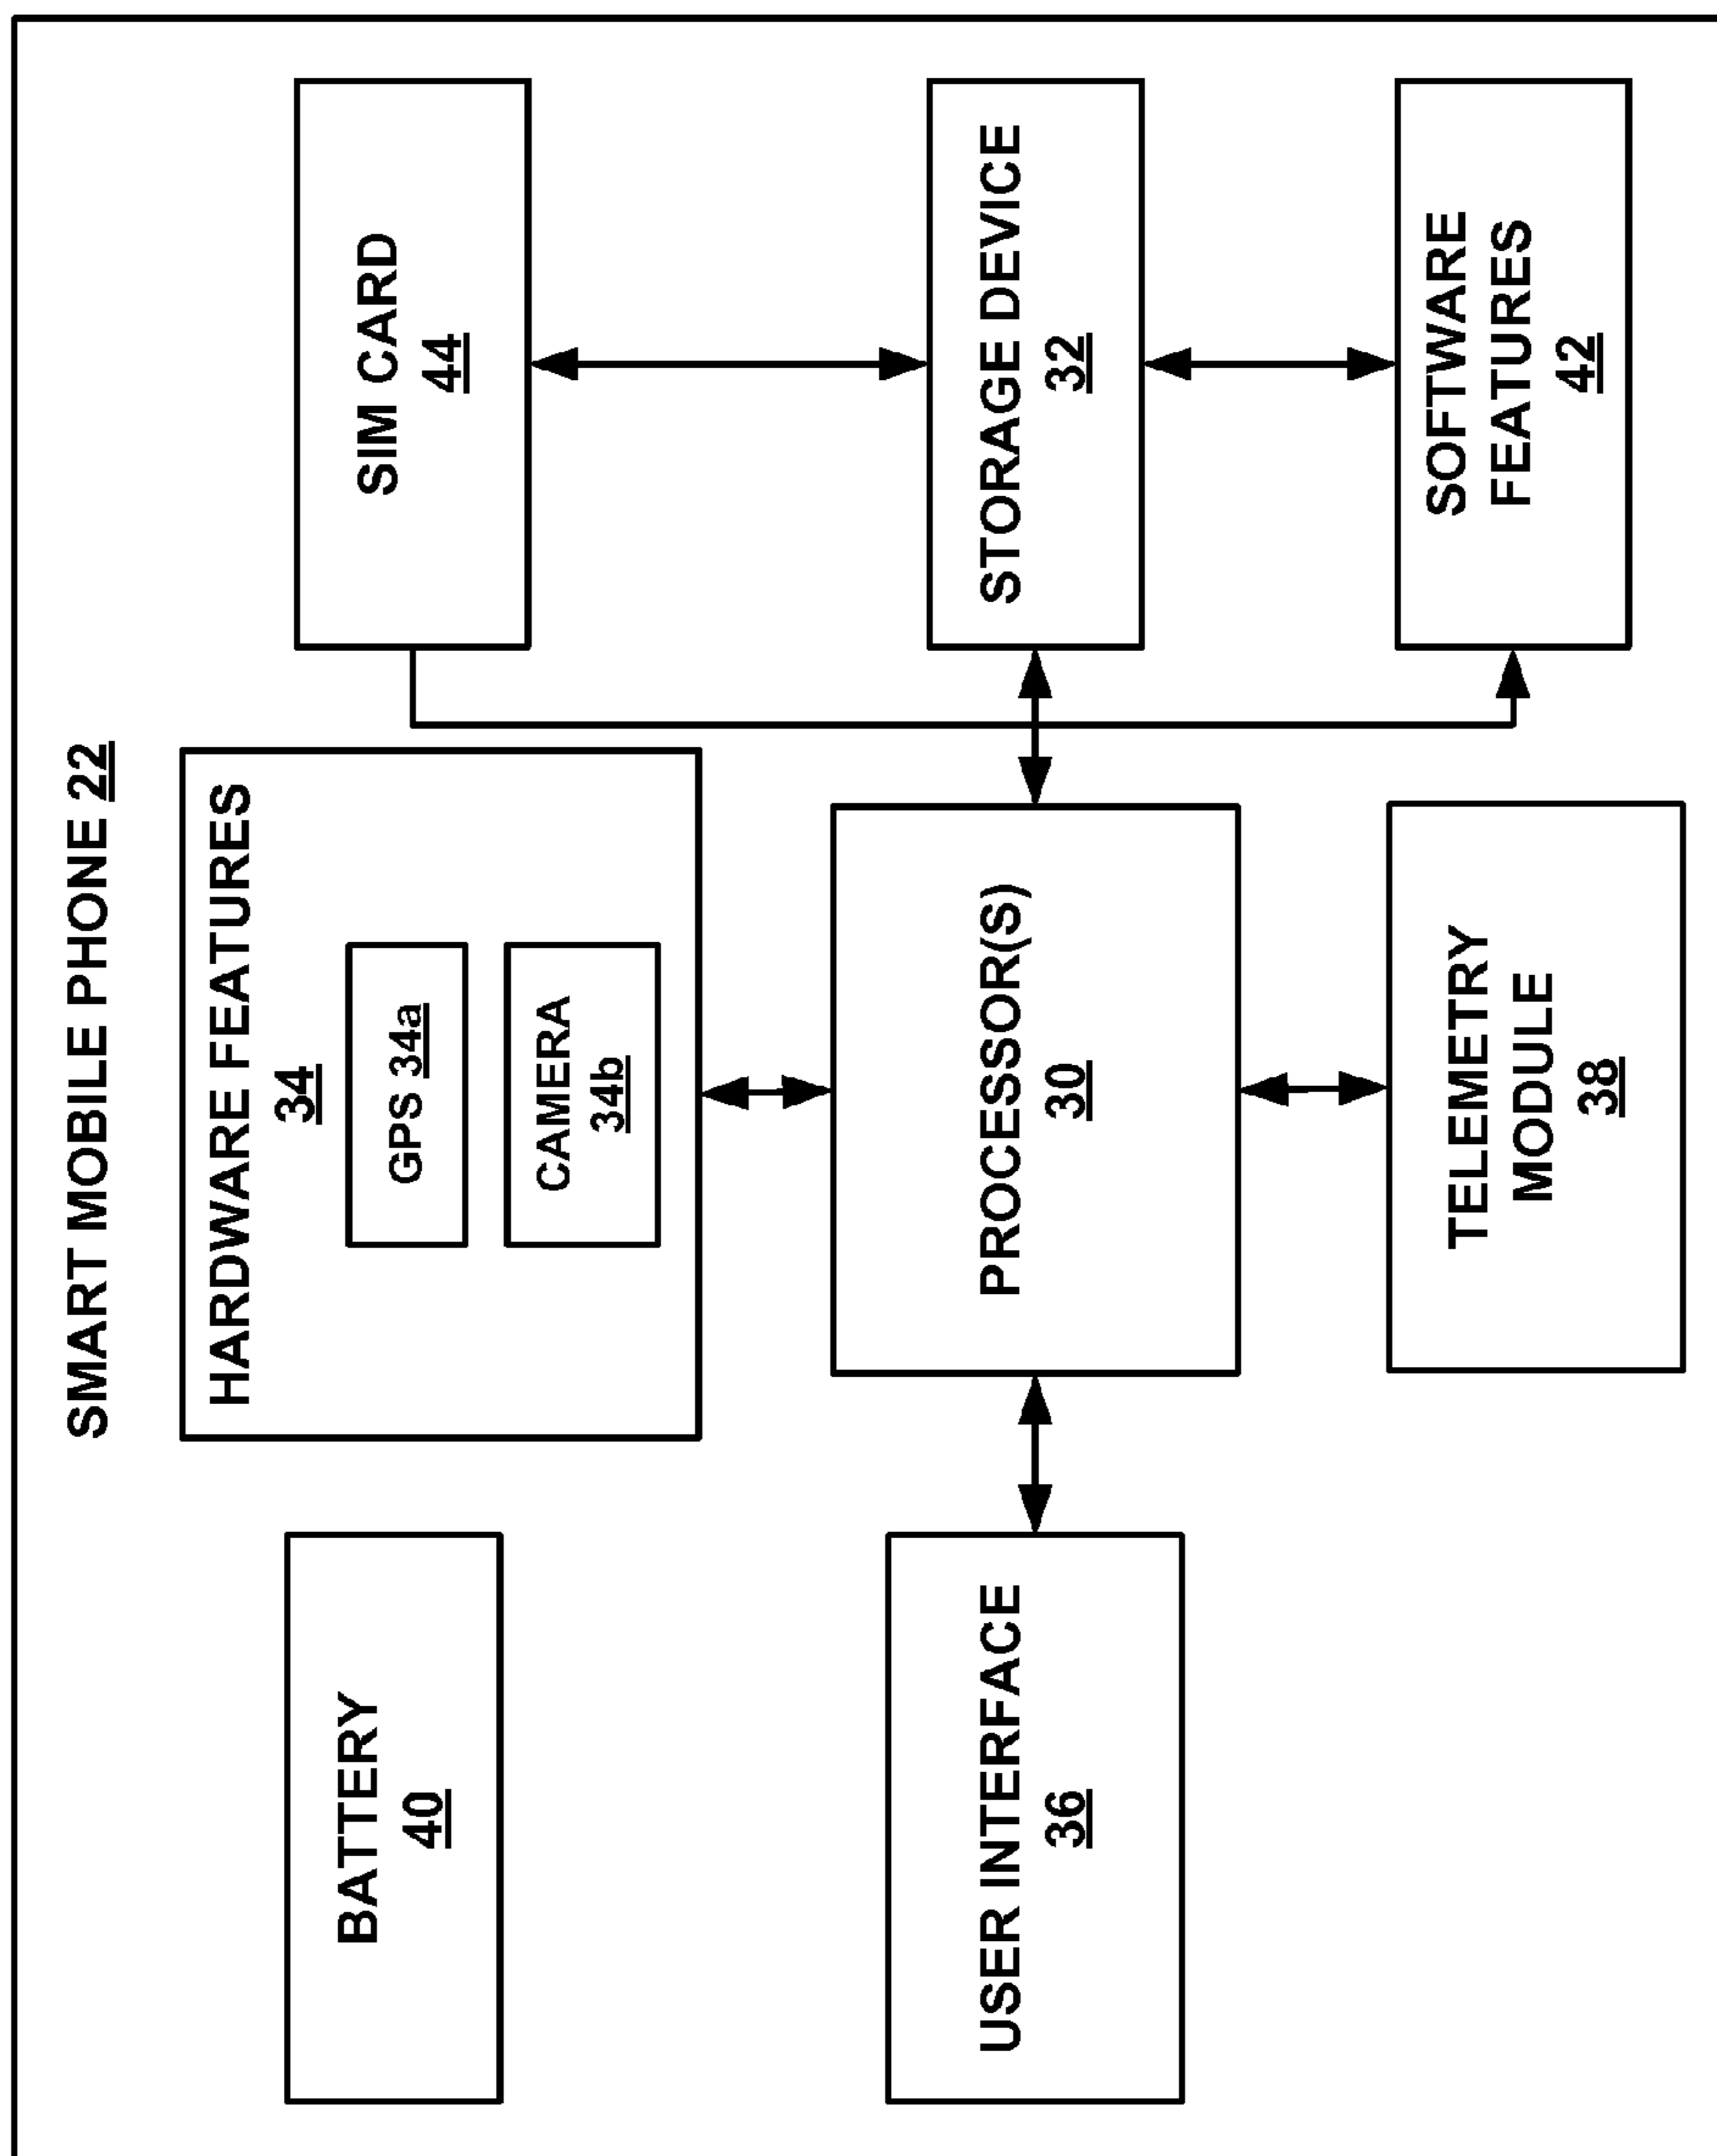 SMART MOBILE PHONE 22
BATTERY
40
HARDWARE FEATURES
34
GPS 34a
CAMERA
34b
SIM CARD
44
USER INTERFACE
36
PROCESSOR(S)
30
STORAGE DEVICE
32
TELEMETRY
MODULE
38
SOFTWARE
FEATURES
42